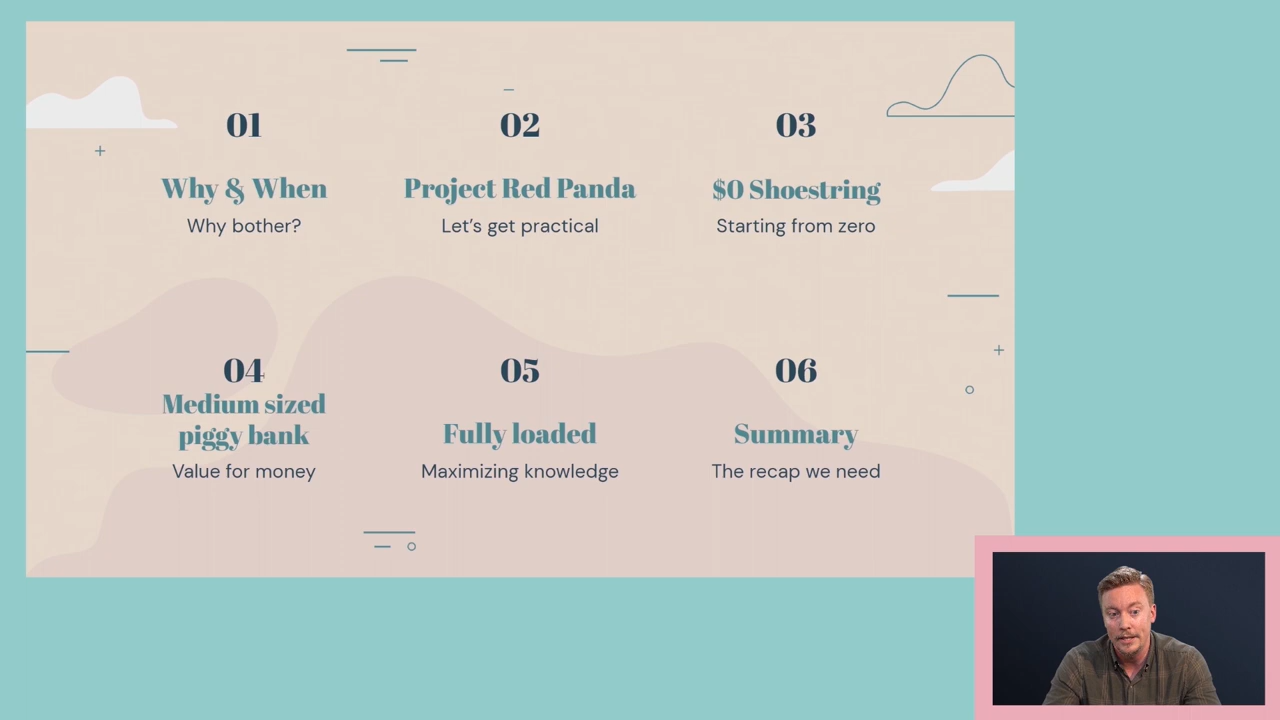 01
Why & When
Why bother?
02
Project Red Panda
Let’s get practical
03
$0 Shoestring
Starting from zero
04
Medium sized
piggy bank
Value for money
05
Fully loaded
Maximizing knowledge
06
Summary
The recap we need